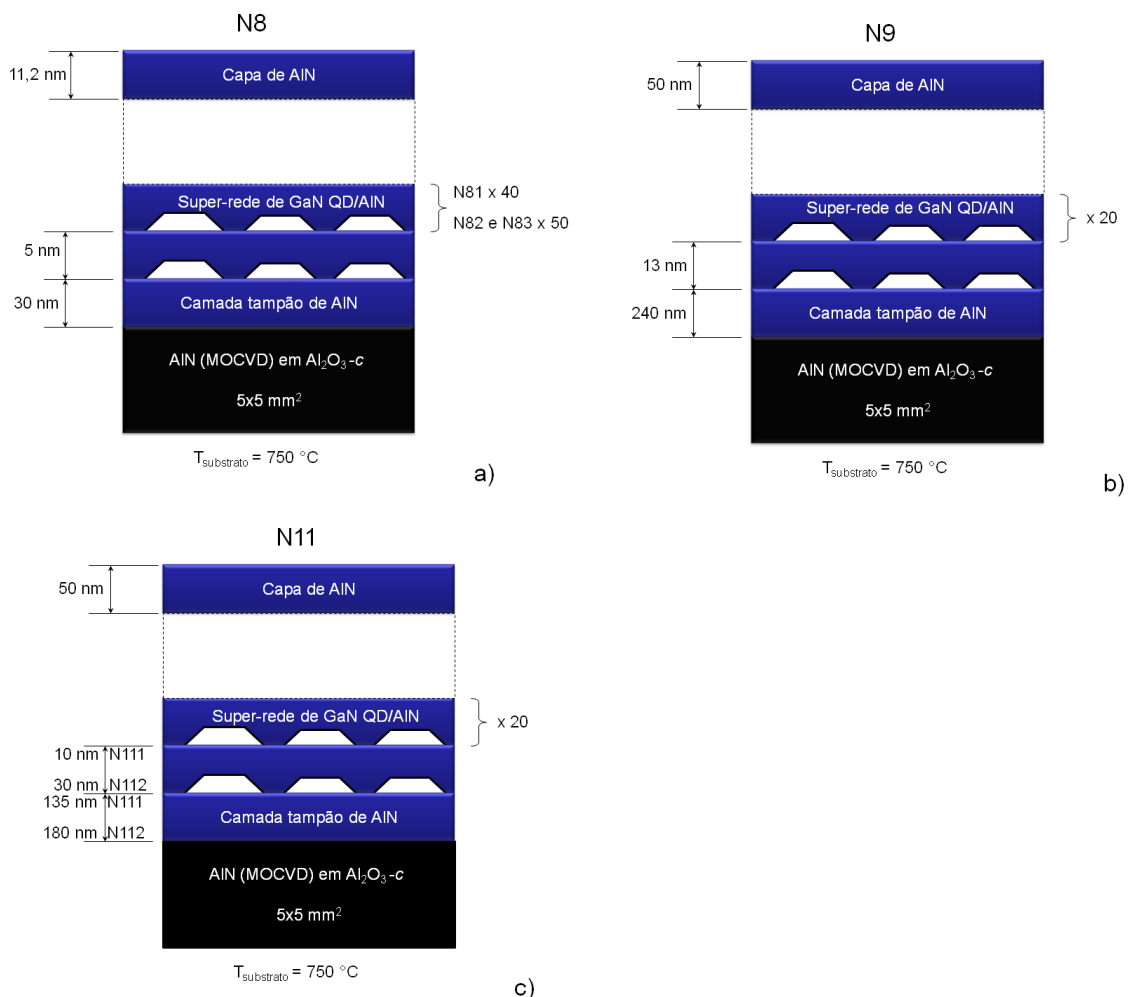 N8
11,2 nm
Capa de AlN
Super-rede de GaN QD/AlN
N81 x 40
N82 e N83 x 50
5 nm
30 nm
Camada tampão de AlN
AlN (MOCVD) em Al₂O₃-c
5x5 mm²
Tsubstrato = 750 °C
a)
N9
50 nm
Capa de AlN
Super-rede de GaN QD/AlN
x 20
13 nm
240 nm
Camada tampão de AlN
AlN (MOCVD) em Al₂O₃-c
5x5 mm²
Tsubstrato = 750 °C
b)
N11
50 nm
Capa de AlN
Super-rede de GaN QD/AlN
x 20
10 nm N111
30 nm N112
135 nm N111
180 nm N112
Camada tampão de AlN
AlN (MOCVD) em Al₂O₃-c
5x5 mm²
Tsubstrato = 750 °C
c)